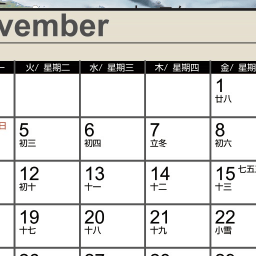 vember
火/ 星期二 水/ 星期三 木/ 星期四 金/ 星期
1
廿八
日 5 6 7 8
初三 初四 立冬 初六
12 13 14 15 七五
初十 十一 十二 十三
19 20 21 22
十七 十八 十九 小雪